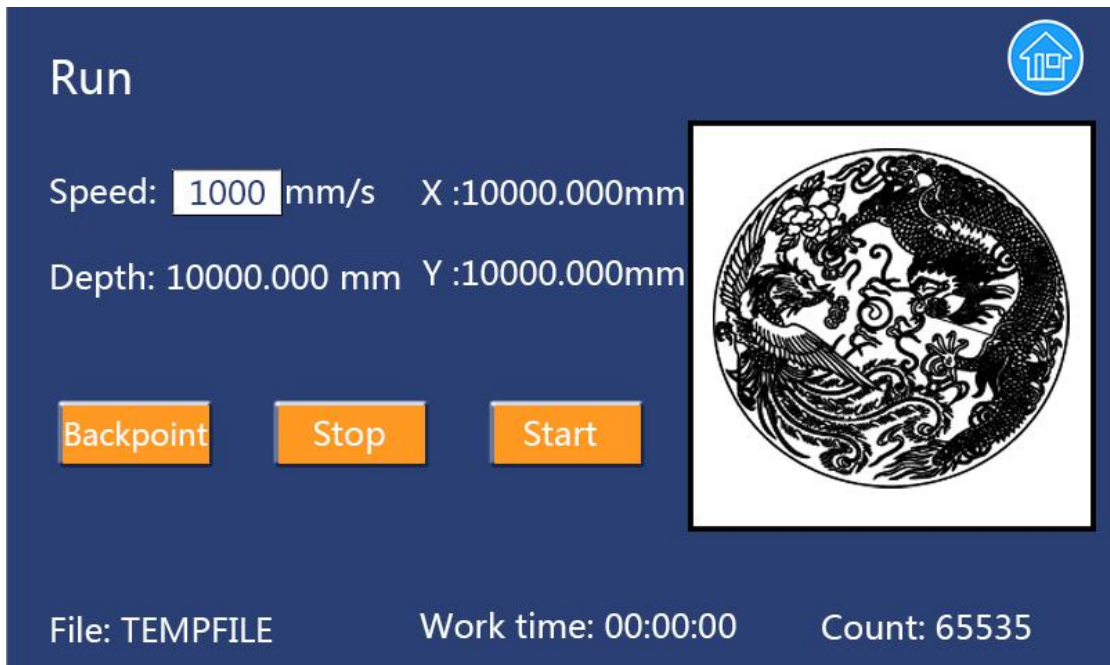 Run
Speed: 1000 mm/s X :10000.000mm
Depth: 10000.000 mm Y :10000.000mm
Backpoint Stop Start
File: TEMPFILE Work time: 00:00:00 Count: 65535